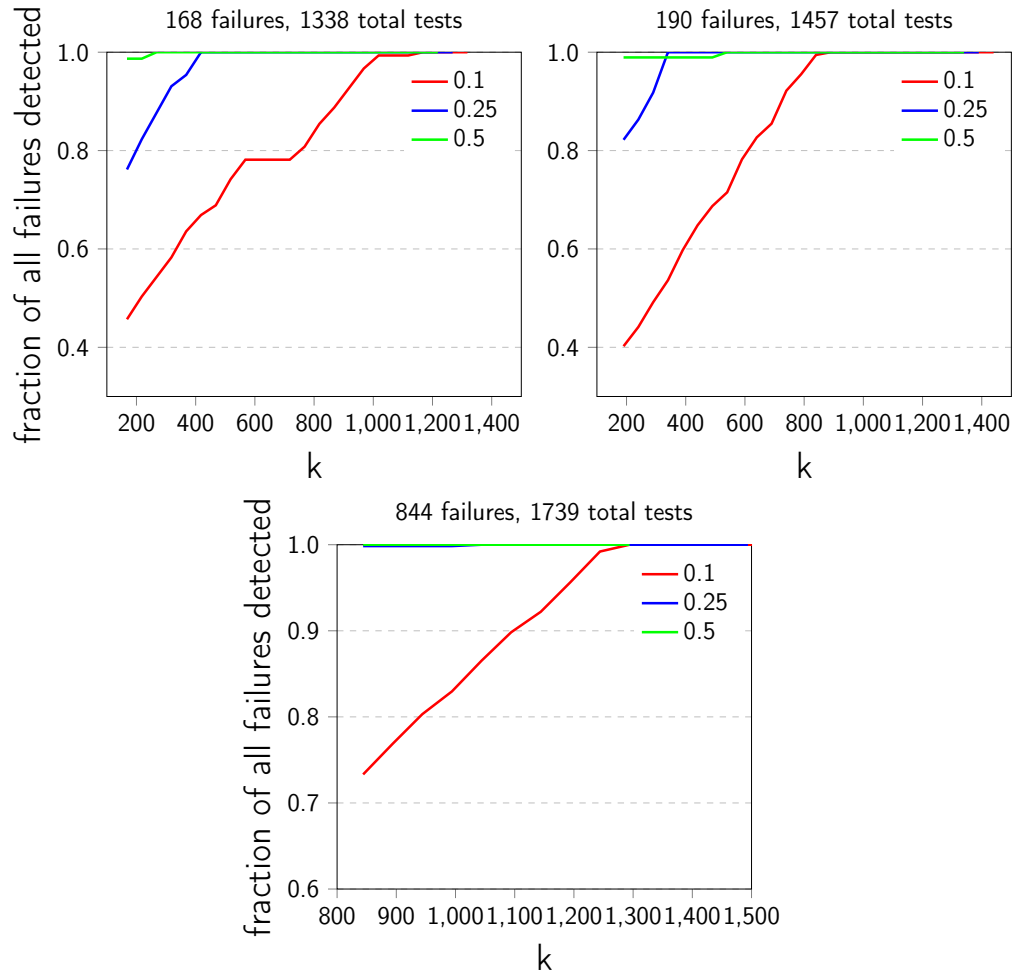 168 failures, 1338 total tests
fraction of all failures detected
1.0
0.8
0.6
0.4
200 400 600 800 1,000 1,200 1,400
k
0.1
0.25
0.5
190 failures, 1457 total tests
1.0
0.8
0.6
0.4
200 400 600 800 1,000 1,200 1,400
k
0.1
0.25
0.5
844 failures, 1739 total tests
fraction of all failures detected
1.0
0.9
0.8
0.7
0.6
800 900 1,000 1,100 1,200 1,300 1,400 1,500
k
0.1
0.25
0.5